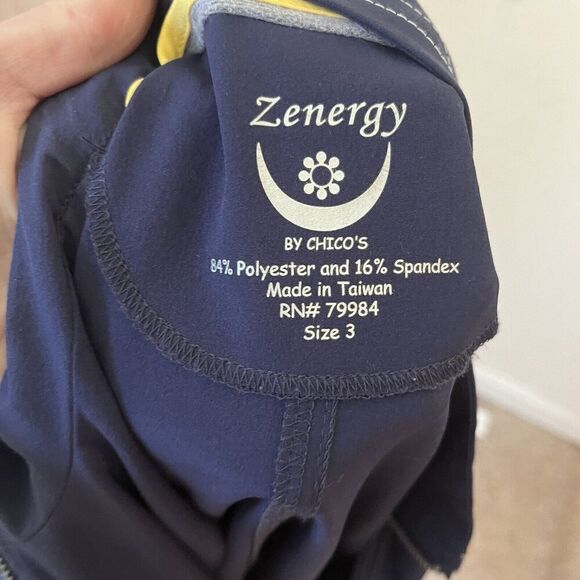 Zenergy
BY CHICO'S
84% Polyester and 16% Spandex
Made in Taiwan
RN# 79984
Size 3